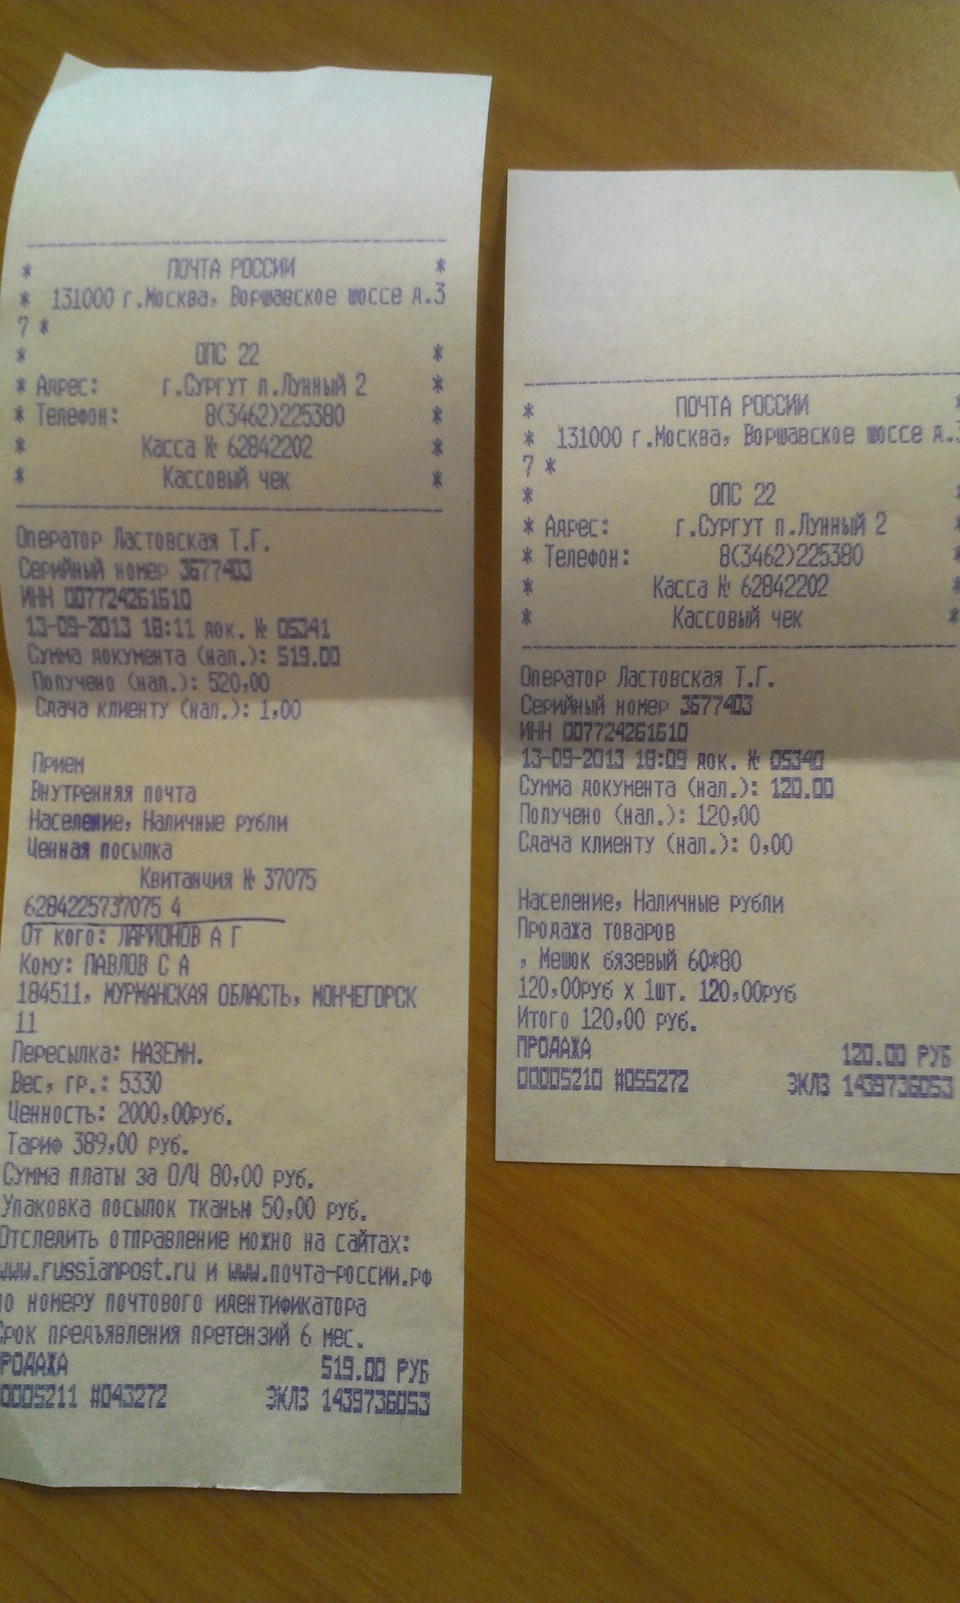 * ПОЧТА РОССИИ *
* 131000 г.Москва, Воршавское шоссе д.3
7 *
* ОПС 22 *
* Адрес: г.Сургут п.Лунный 2 *
* Телефон: 8(3462)225380 *
* Касса № 62842202 *
* Кассовый чек *
Оператор Ластовская Т.Г.
Серийный номер 3677403
ИНН 007724261610
13-09-2013 18:11 док. № 05341
Сумма документа (нал.): 519.00
Получено (нал.): 520,00
Сдача клиенту (нал.): 1,00
Прием
Внутренняя почта
Население, Наличные рубли
Ценная посылка
Квитанция № 37075
6284225737075 4
От кого: ЛАРИОНОВ А Г
Кому: ПАВЛОВ С А
184511, МУРМАНСКАЯ ОБЛАСТЬ, МОНЧЕГОРСК
11
Пересылка: НАЗЕМН.
Вес, гр.: 5330
Ценность: 2000,00руб.
Тариф 389,00 руб.
Сумма платы за О/Ч 80,00 руб.
Упаковка посылок тканью 50,00 руб.
Отследить отправление можно на сайтах:
www.russianpost.ru и www.почта-россии.рф
по номеру почтового идентификатора
Срок предъявления претензий 6 мес.
ПРОДАЖА 519.00 РУБ
00005211 #043272 ЭКЛЗ 1439736053
* ПОЧТА РОССИИ *
* 131000 г.Москва, Воршавское шоссе д.3
7 *
* ОПС 22 *
* Адрес: г.Сургут п.Лунный 2 *
* Телефон: 8(3462)225380 *
* Касса № 62842202 *
* Кассовый чек *
Оператор Ластовская Т.Г.
Серийный номер 3677403
ИНН 007724261610
13-09-2013 18:09 док. № 05340
Сумма документа (нал.): 120.00
Получено (нал.): 120,00
Сдача клиенту (нал.): 0,00
Население, Наличные рубли
Продажа товаров
, Мешок бязевый 60*80
120,00руб X 1шт. 120,00руб
Итого 120,00 руб.
ПРОДАЖА 120.00 РУБ
00005210 #055272 ЭКЛЗ 1439736053